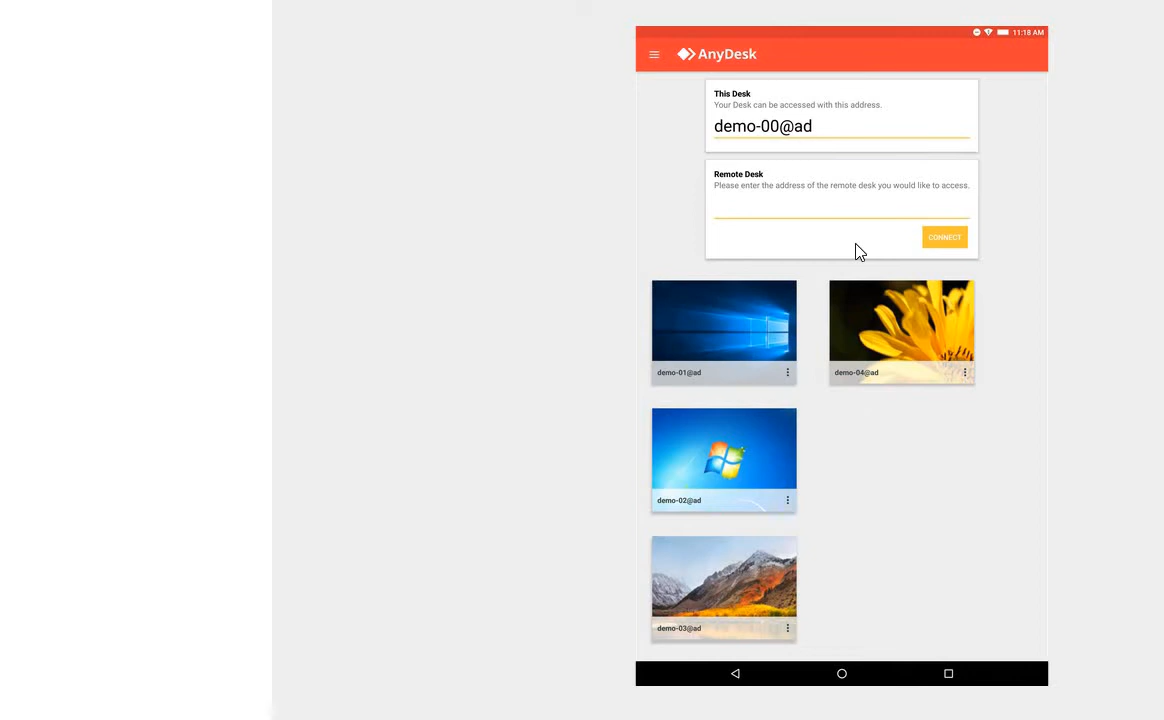 11:18 AM
AnyDesk
This Desk
Your Desk can be accessed with this address.
demo-00@ad
Remote Desk
Please enter the address of the remote desk you would like to access.
CONNECT
demo-01@ad
demo-04@ad
demo-02@ad
demo-03@ad